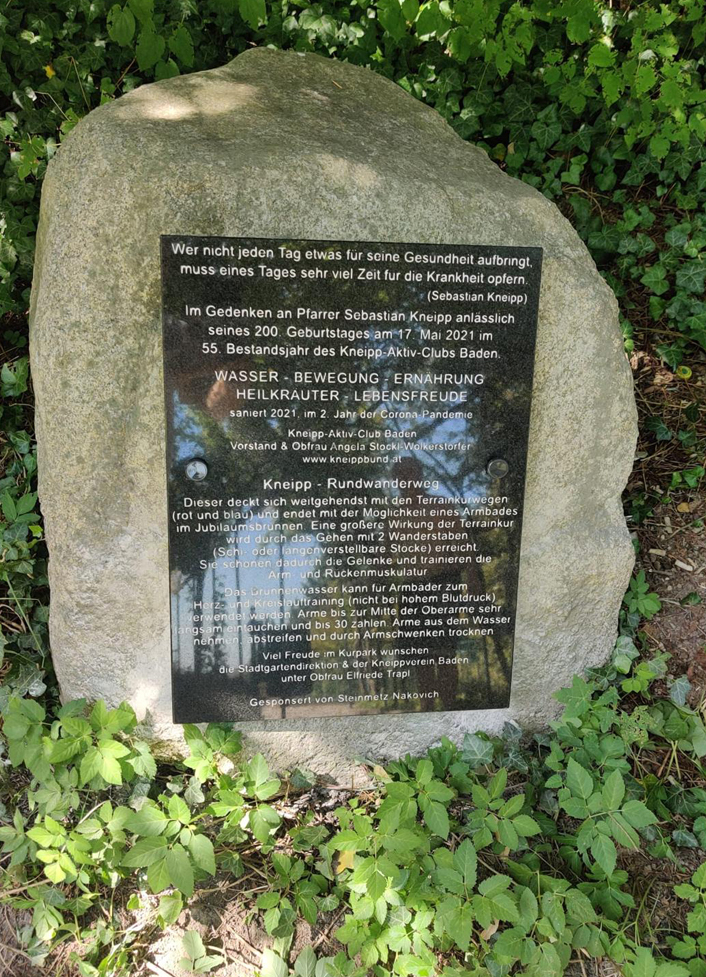 Wer nicht jeden Tag etwas für seine Gesundheit aufbringt,
muss eines Tages sehr viel Zeit für die Krankheit opfern.
(Sebastian Kneipp)
Im Gedenken an Pfarrer Sebastian Kneipp anlässlich
seines 200. Geburtstages am 17. Mai 2021 im
55. Bestandsjahr des Kneipp-Aktiv-Clubs Baden.
WASSER - BEWEGUNG - ERNÄHRUNG
HEILKRÄUTER - LEBENSFREUDE
saniert 2021, im 2. Jahr der Corona-Pandemie
Kneipp-Aktiv-Club Baden
Vorstand & Obfrau Angela Stöckl-Wolkerstorfer
www.kneippbund.at
Kneipp - Rundwanderweg
Dieser deckt sich weitgehendst mit den Terrainkurwegen
(rot und blau) und endet mit der Möglichkeit eines Armbades
im Jubiläumsbrunnen. Eine größere Wirkung der Terrainkur
wird durch das Gehen mit 2 Wanderstäben
(Schi- oder längenverstellbare Stöcke) erreicht.
Sie schonen dadurch die Gelenke und trainieren die
Arm- und Rückenmuskulatur
Das Brunnenwasser kann für Armbäder zum
Herz- und Kreislauftraining (nicht bei hohem Blutdruck)
verwendet werden. Arme bis zur Mitte der Oberarme sehr
langsam eintauchen und bis 30 zählen. Arme aus dem Wasser
nehmen, abstreifen und durch Armschwenken trocknen
Viel Freude im Kurpark wünschen
die Stadtgartendirektion & der Kneippverein Baden
unter Obfrau Elfriede Trapl
Gesponsert von Steinmetz Nakovich